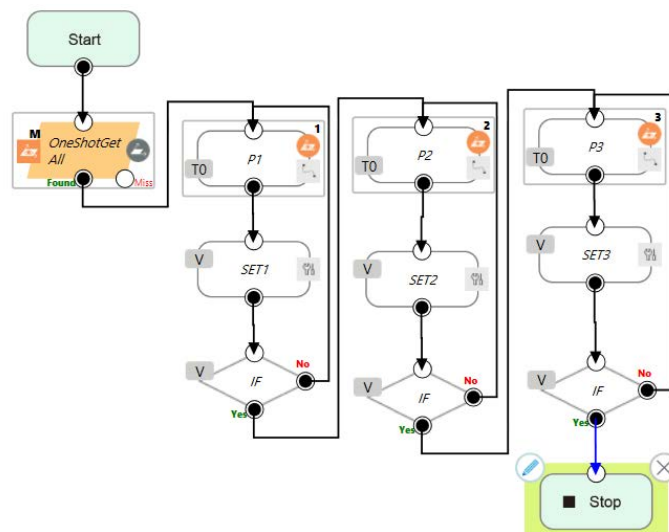 Start
M
OneShotGet
All
Found
Miss
1
P1
T0
V
SET1
V
IF
No
Yes
2
P2
T0
V
SET2
V
IF
No
Yes
3
P3
T0
V
SET3
V
IF
No
Yes
Stop